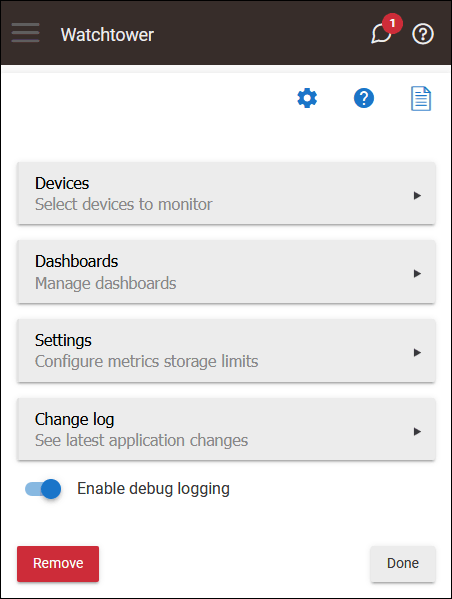 Watchtower
1
Devices
Select devices to monitor
Dashboards
Manage dashboards
Settings
Configure metrics storage limits
Change log
See latest application changes
Enable debug logging
Remove
Done